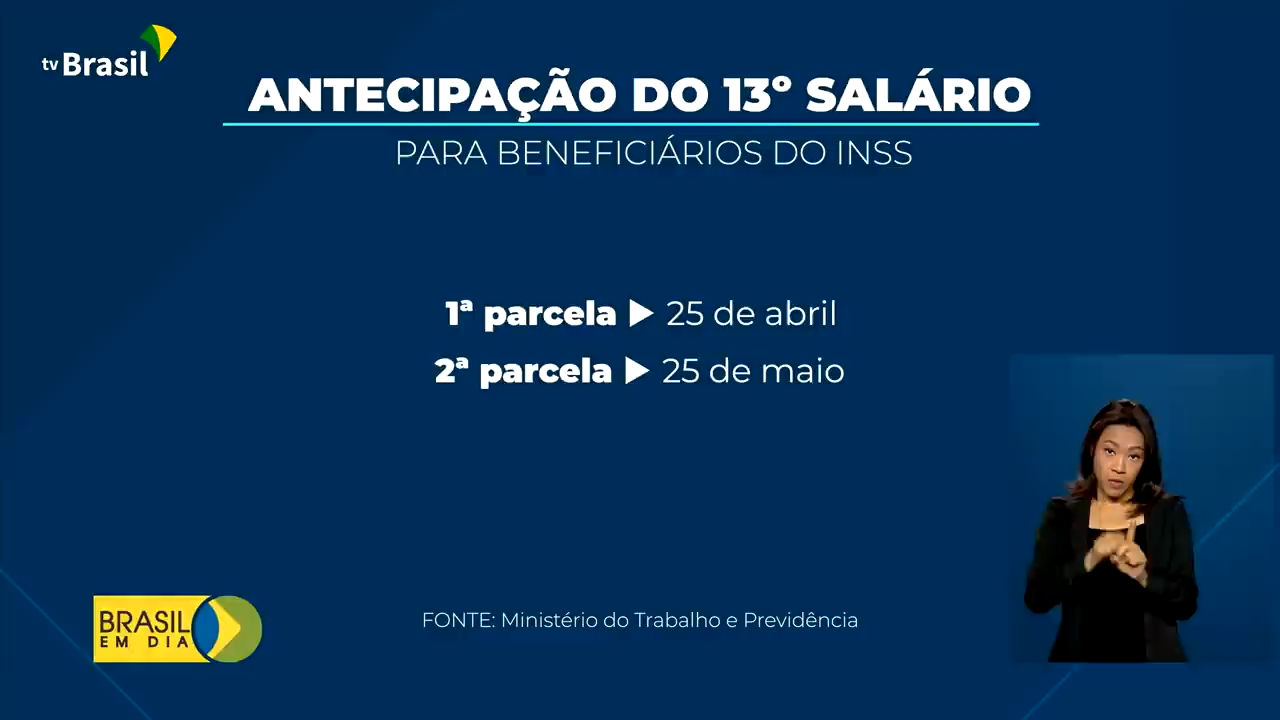 tv Brasil
ANTECIPAÇÃO DO 13º SALÁRIO
PARA BENEFICIÁRIOS DO INSS
1ª parcela ▶ 25 de abril
2ª parcela ▶ 25 de maio
BRASIL
EM DIA
FONTE: Ministério do Trabalho e Previdência